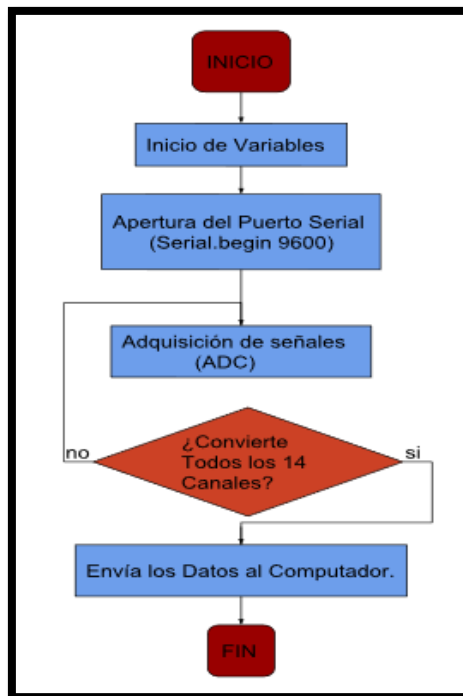 INICIO
Inicio de Variables
Apertura del Puerto Serial
(Serial.begin 9600)
Adquisición de señales
(ADC)
¿Convierte
Todos los 14
Canales?
no
si
Envía los Datos al Computador.
FIN